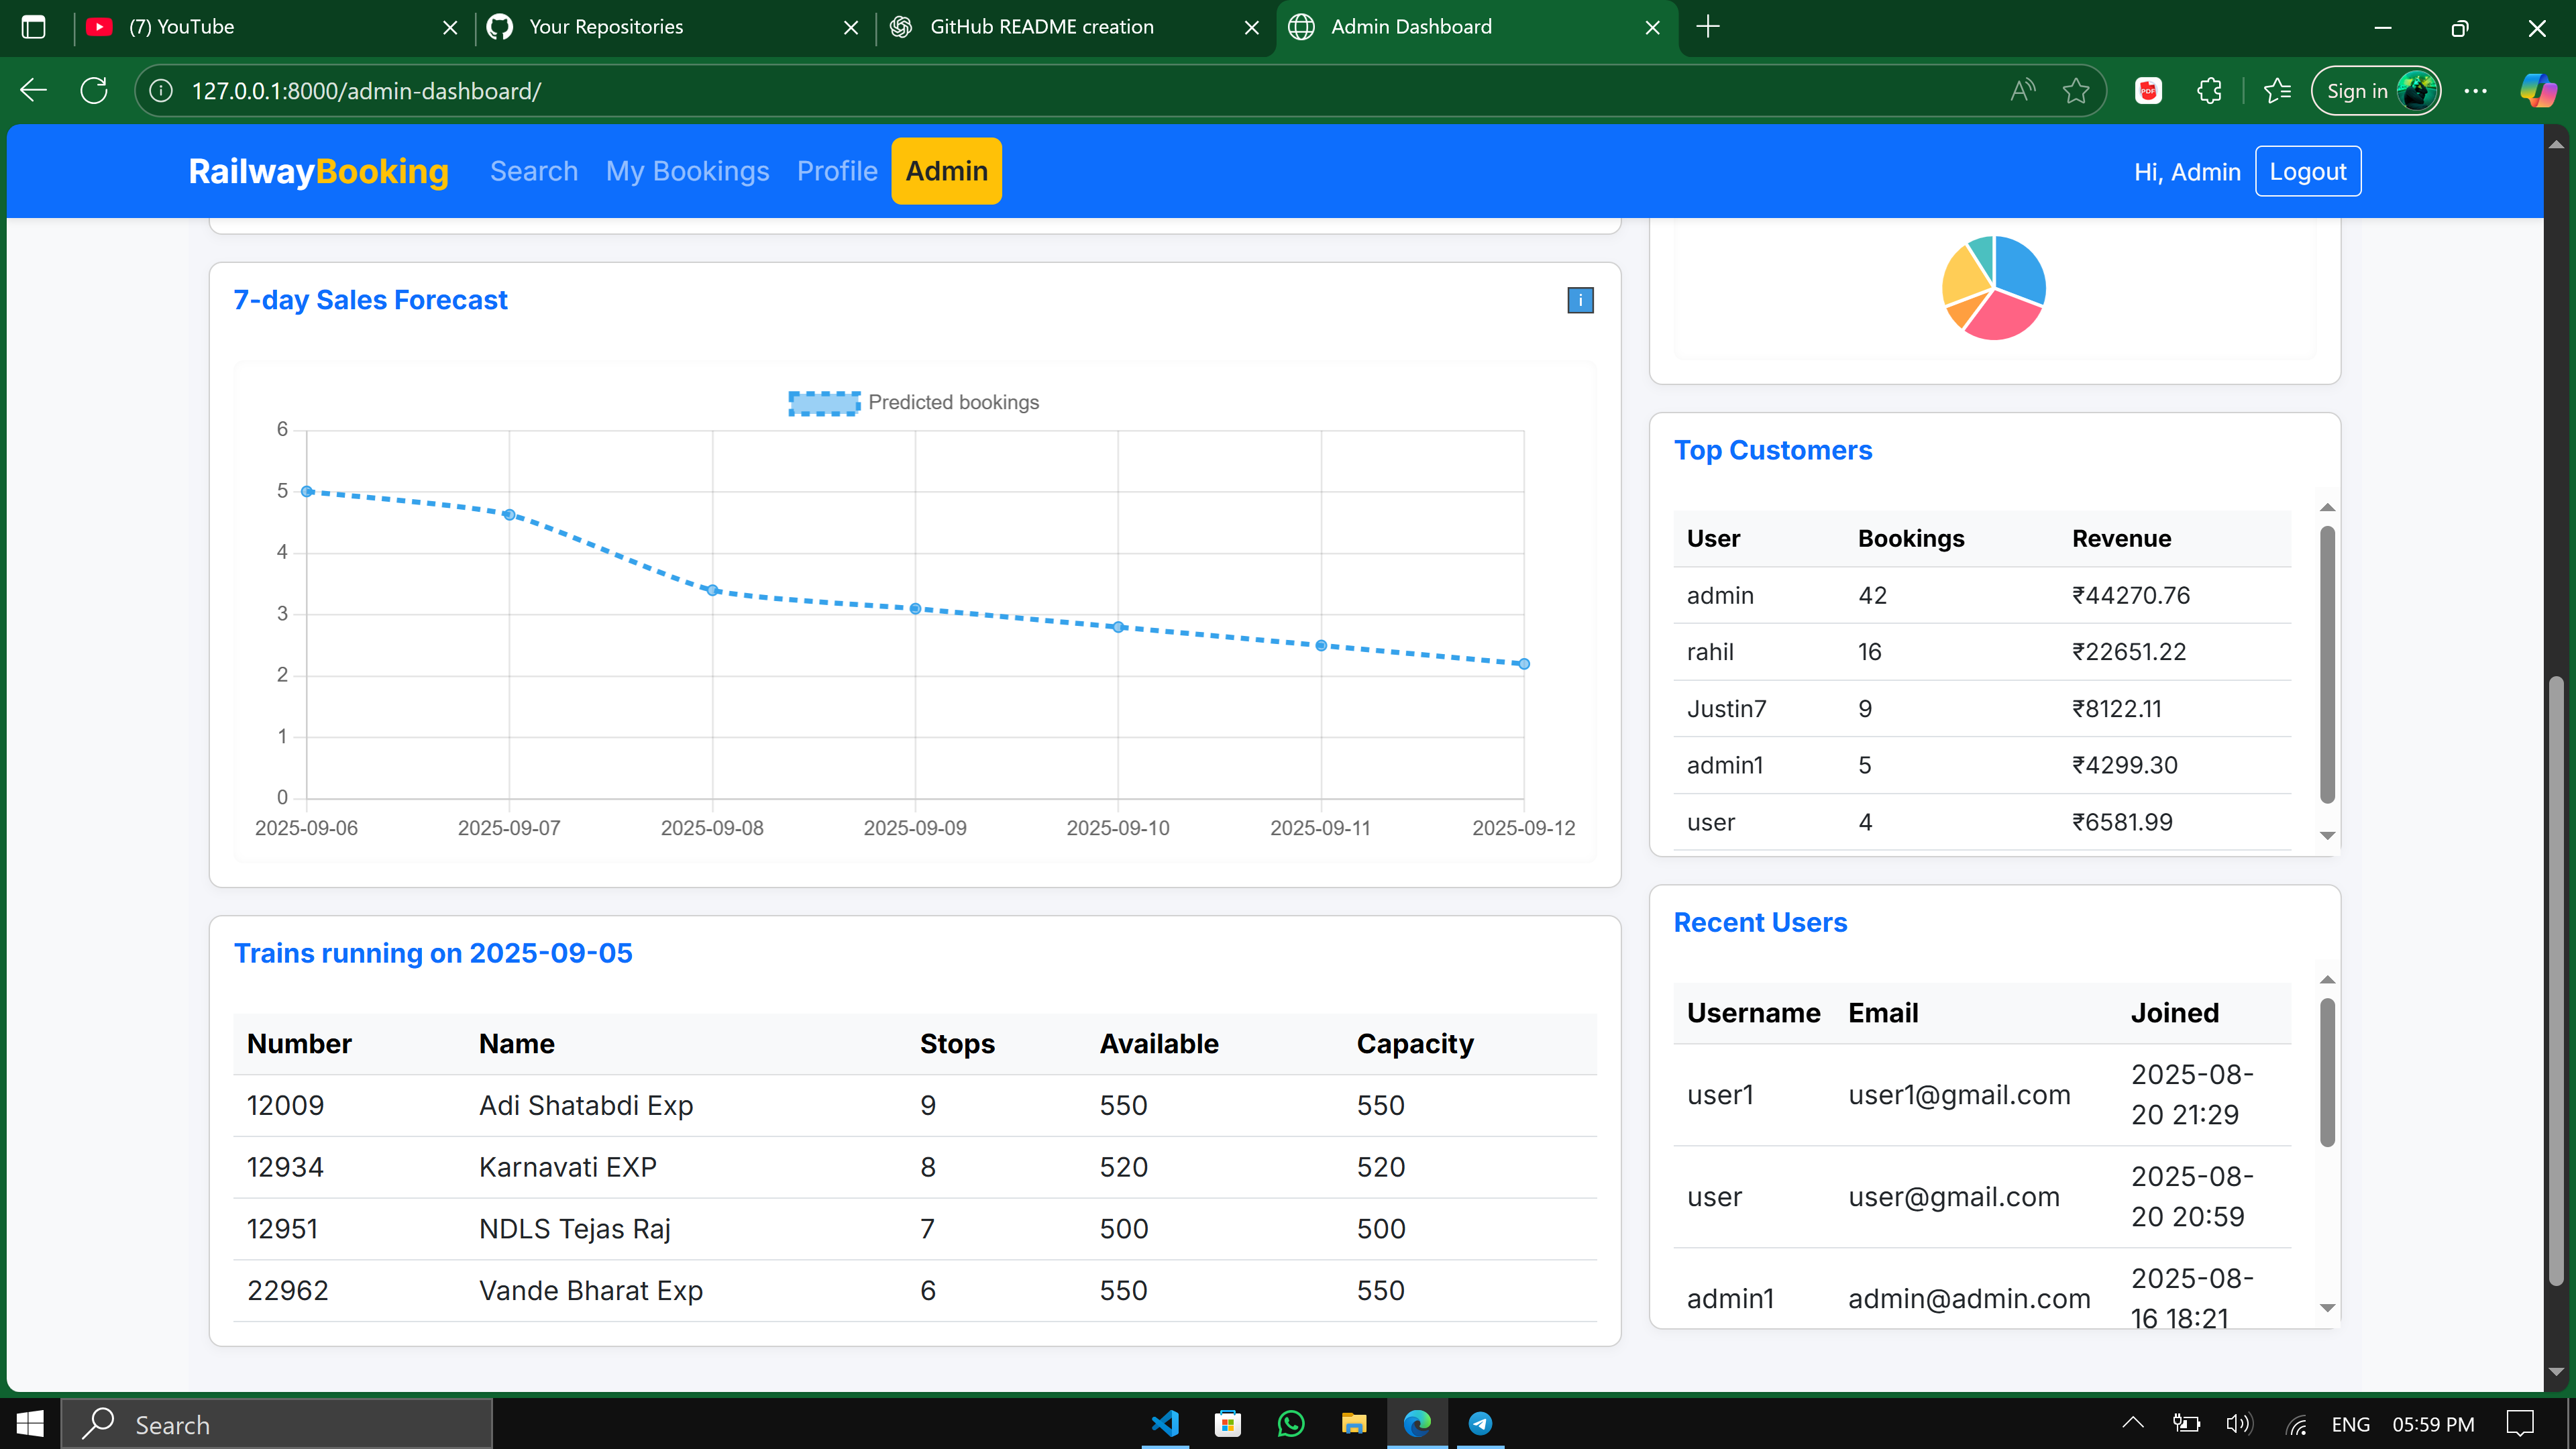 (7) YouTube
Your Repositories
GitHub README creation
Admin Dashboard
127.0.0.1:8000/admin-dashboard/
Sign in
RailwayBooking
Search
My Bookings
Profile
Admin
Hi, Admin
Logout
7-day Sales Forecast
i
Predicted bookings
6
5
4
3
2
1
0
2025-09-06
2025-09-07
2025-09-08
2025-09-09
2025-09-10
2025-09-11
2025-09-12
Trains running on 2025-09-05
Number Name Stops Available Capacity
12009 Adi Shatabdi Exp 9 550 550
12934 Karnavati EXP 8 520 520
12951 NDLS Tejas Raj 7 500 500
22962 Vande Bharat Exp 6 550 550
Top Customers
User Bookings Revenue
admin 42 ₹44270.76
rahil 16 ₹22651.22
Justin7 9 ₹8122.11
admin1 5 ₹4299.30
user 4 ₹6581.99
Recent Users
Username Email Joined
user1 user1@gmail.com 2025-08-
20 21:29
user user@gmail.com 2025-08-
20 20:59
admin1 admin@admin.com 2025-08-
16 18:21
Search
ENG
05:59 PM
PDF